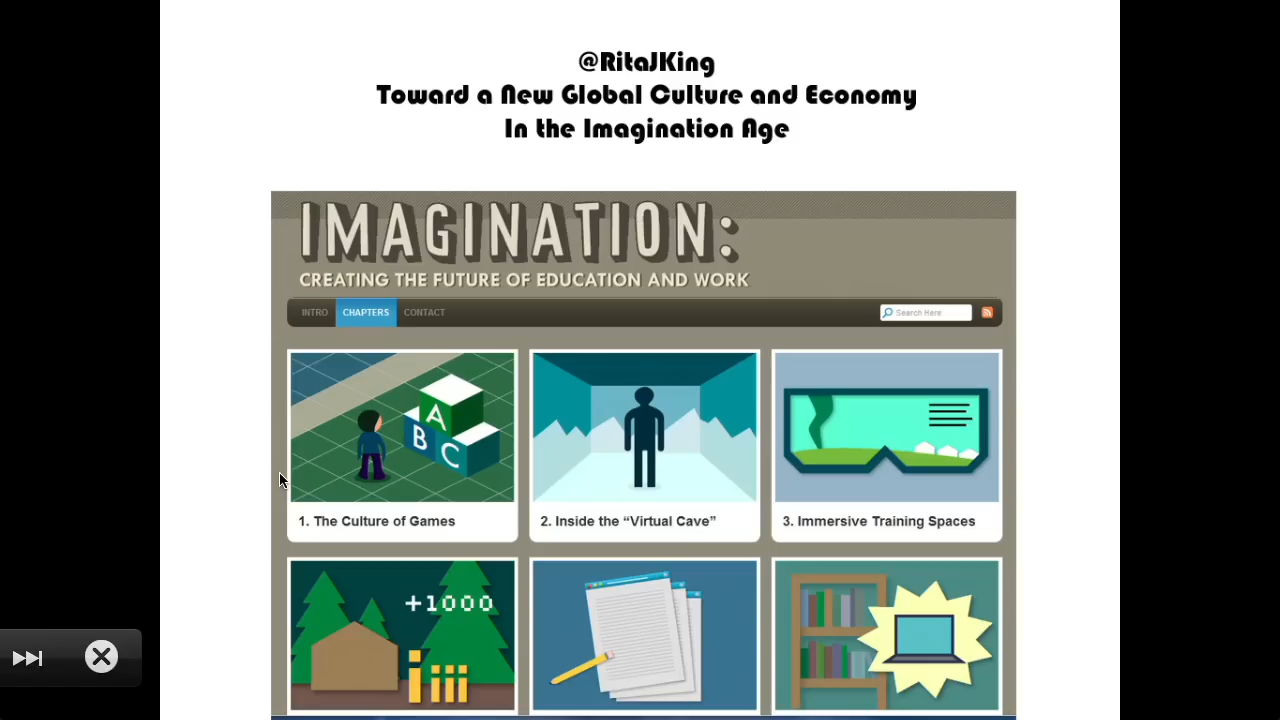 @RitaJKing
Toward a New Global Culture and Economy
In the Imagination Age
IMAGINATION:
CREATING THE FUTURE OF EDUCATION AND WORK
INTRO CHAPTERS CONTACT Search Here
A
B C
1. The Culture of Games 2. Inside the “Virtual Cave” 3. Immersive Training Spaces
+1000